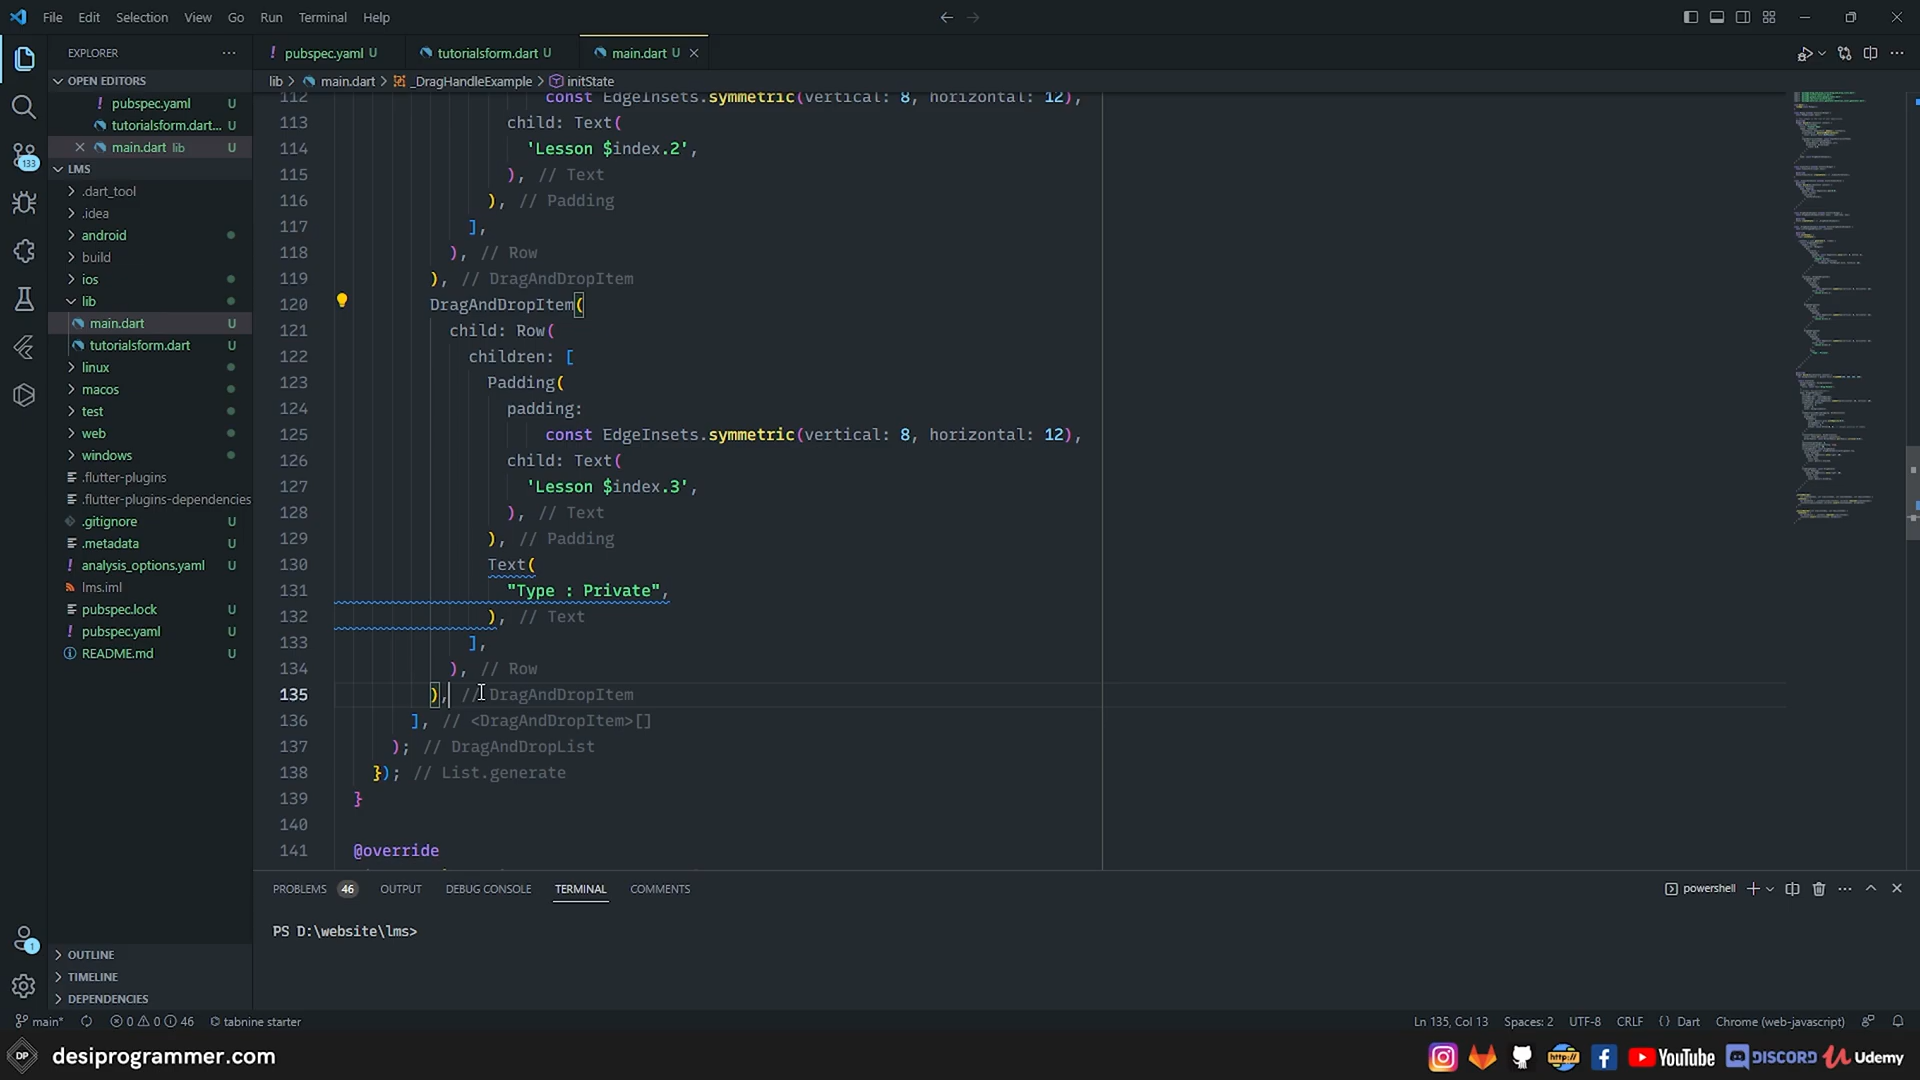 File Edit Selection View Go Run Terminal Help
EXPLORER
OPEN EDITORS
pubspec.yaml U
tutorialsform.dart... U
main.dart lib U
LMS
.dart_tool
.idea
android
build
ios
lib
main.dart U
tutorialsform.dart U
linux
macos
test
web
windows
.flutter-plugins
.flutter-plugins-dependencies
.gitignore U
.metadata U
analysis_options.yaml U
lms.iml
pubspec.lock U
pubspec.yaml U
README.md U
OUTLINE
TIMELINE
DEPENDENCIES
133
1
! pubspec.yaml U
tutorialsform.dart U
main.dart U
lib > main.dart > _DragHandleExample > initState
112 const EdgeInsets.symmetric(vertical: 8, horizontal: 12),
113 child: Text(
114 'Lesson $index.2',
115 ), // Text
116 ), // Padding
117 ],
118 ), // Row
119 ), // DragAndDropItem
120 DragAndDropItem(
121 child: Row(
122 children: [
123 Padding(
124 padding:
125 const EdgeInsets.symmetric(vertical: 8, horizontal: 12),
126 child: Text(
127 'Lesson $index.3',
128 ), // Text
129 ), // Padding
130 Text(
131 "Type : Private",
132 ), // Text
133 ],
134 ), // Row
135 ), // DragAndDropItem
136 ], // <DragAndDropItem>[]
137 ); // DragAndDropList
138 }); // List.generate
139 }
140
141 @override
PROBLEMS 46 OUTPUT DEBUG CONSOLE TERMINAL COMMENTS
powershell
PS D:\website\lms>
main* 0 0 46 tabnine starter
Ln 135, Col 13 Spaces: 2 UTF-8 CRLF {} Dart Chrome (web-javascript)
DP desiprogrammer.com
http:// YouTube DISCORD Udemy